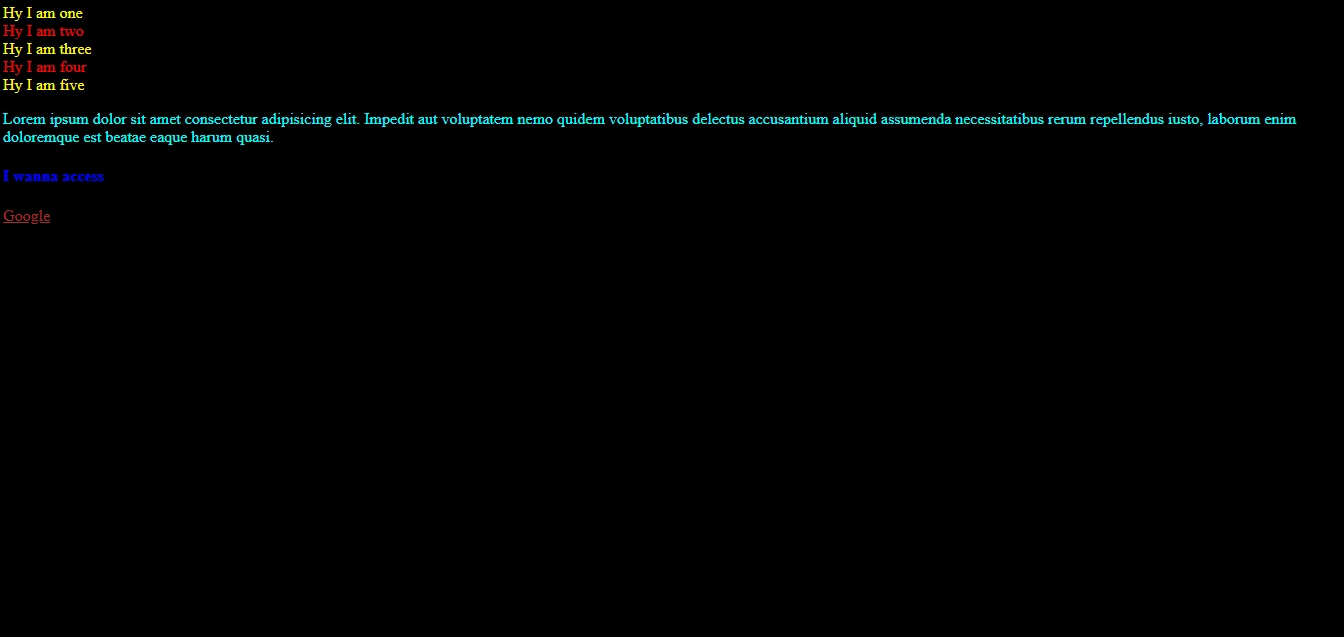 Hy I am one
Hy I am two
Hy I am three
Hy I am four
Hy I am five
Lorem ipsum dolor sit amet consectetur adipisicing elit. Impedit aut voluptatem nemo quidem voluptatibus delectus accusantium aliquid assumenda necessitatibus rerum repellendus iusto, laborum enim
doloremque est beatae eaque harum quasi.
I wanna access
Google